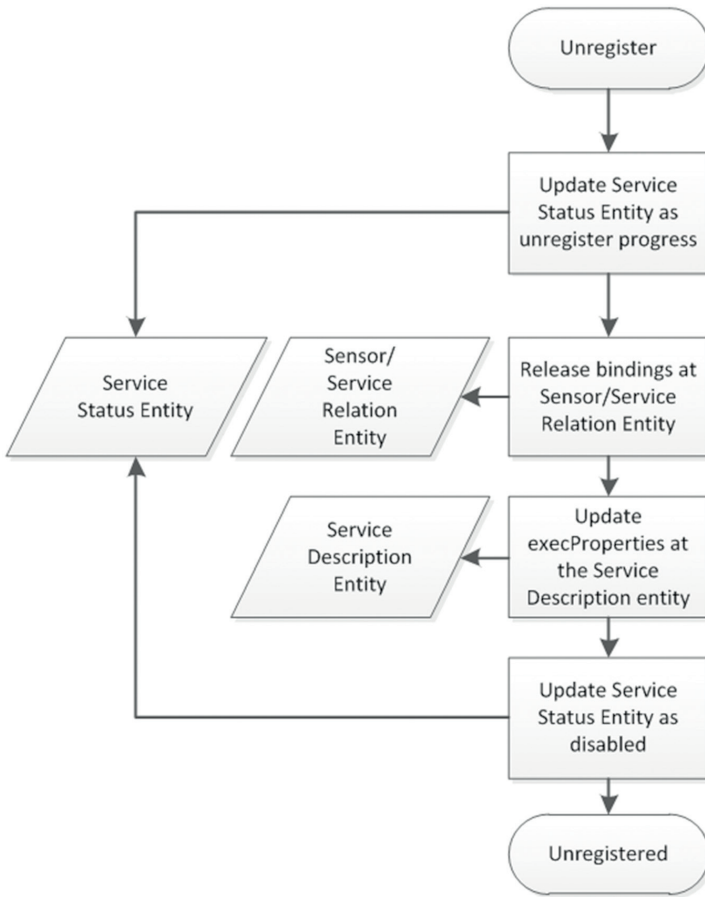 Unregister
Update Service
Status Entity as
unregister progress
Service
Status Entity
Sensor/
Service
Relation
Entity
Release bindings at
Sensor/Service
Relation Entity
Service
Description
Entity
Update
execProperties at
the Service
Description entity
Update Service
Status Entity as
disabled
Unregistered